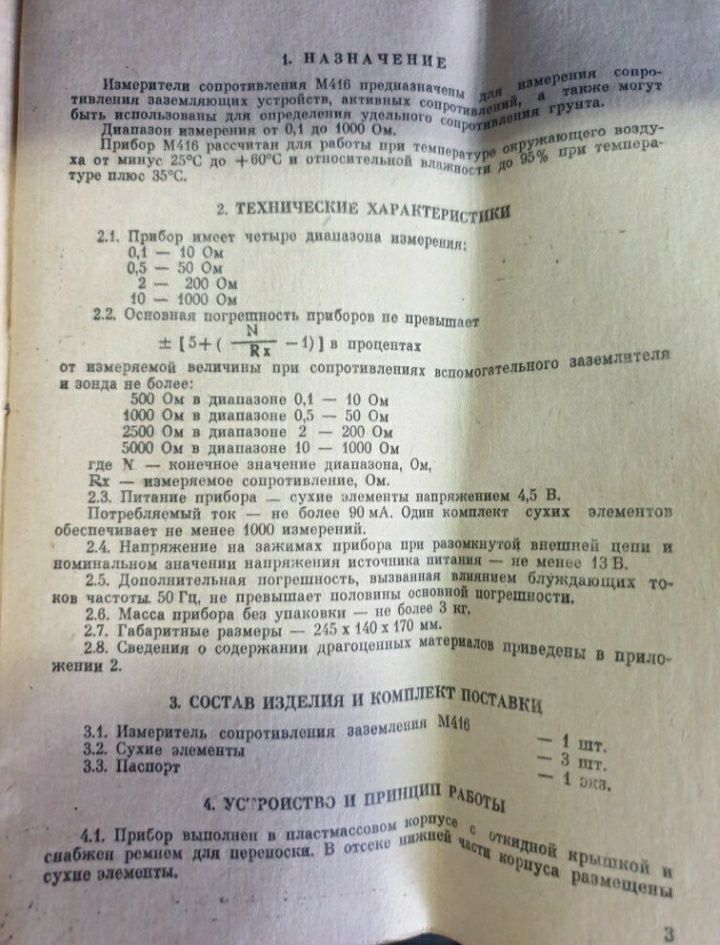 1. НАЗНАЧЕНИЕ
Измерители сопротивления М416 предназначены для измерения сопро-
тивления заземляющих устройств, активных сопротивлений, а также могут
быть использованы для определения удельного сопротивления грунта.
Диапазон измерения от 0,1 до 1000 Ом.
Прибор М416 рассчитан для работы при температуре окружающего возду-
ха от минус 25°С до +60°С и относительной влажности до 95% при темпера-
туре плюс 35°С.
2. ТЕХНИЧЕСКИЕ ХАРАКТЕРИСТИКИ
2.1. Прибор имеет четыре диапазона измерения:
0,1 — 10 Ом
0,5 — 50 Ом
2 — 200 Ом
10 — 1000 Ом
2.2. Основная погрешность приборов не превышает
± [5+( N/Rx —1)] в процентах
от измеряемой величины при сопротивлениях вспомогательного заземлителя
и зонда не более:
500 Ом в диапазоне 0,1 — 10 Ом
1000 Ом в диапазоне 0,5 — 50 Ом
2500 Ом в диапазоне 2 — 200 Ом
5000 Ом в диапазоне 10 — 1000 Ом
где N — конечное значение диапазона, Ом,
Rx — измеряемое сопротивление, Ом.
2.3. Питание прибора — сухие элементы напряжением 4,5 В.
Потребляемый ток — не более 90 мА. Один комплект сухих элементов
обеспечивает не менее 1000 измерений.
2.4. Напряжение на зажимах прибора при разомкнутой внешней цепи и
номинальном значении напряжения источника питания — не менее 13 В.
2.5. Дополнительная погрешность, вызванная влиянием блуждающих то-
ков частоты 50 Гц, не превышает половины основной погрешности.
2.6. Масса прибора без упаковки — не более 3 кг.
2.7. Габаритные размеры — 245 х 140 х 170 мм.
2.8. Сведения о содержании драгоценных материалов приведены в прило-
жении 2.
3. СОСТАВ ИЗДЕЛИЯ И КОМПЛЕКТ ПОСТАВКИ
3.1. Измеритель сопротивления заземления М416 — 1 шт.
3.2. Сухие элементы — 3 шт.
3.3. Паспорт — 1 экз.
4. УСТРОЙСТВО И ПРИНЦИП РАБОТЫ
4.1. Прибор выполнен в пластмассовом корпусе с откидной крышкой и
снабжен ремнем для переноски. В отсеке нижней части корпуса размещены
сухие элементы.
3